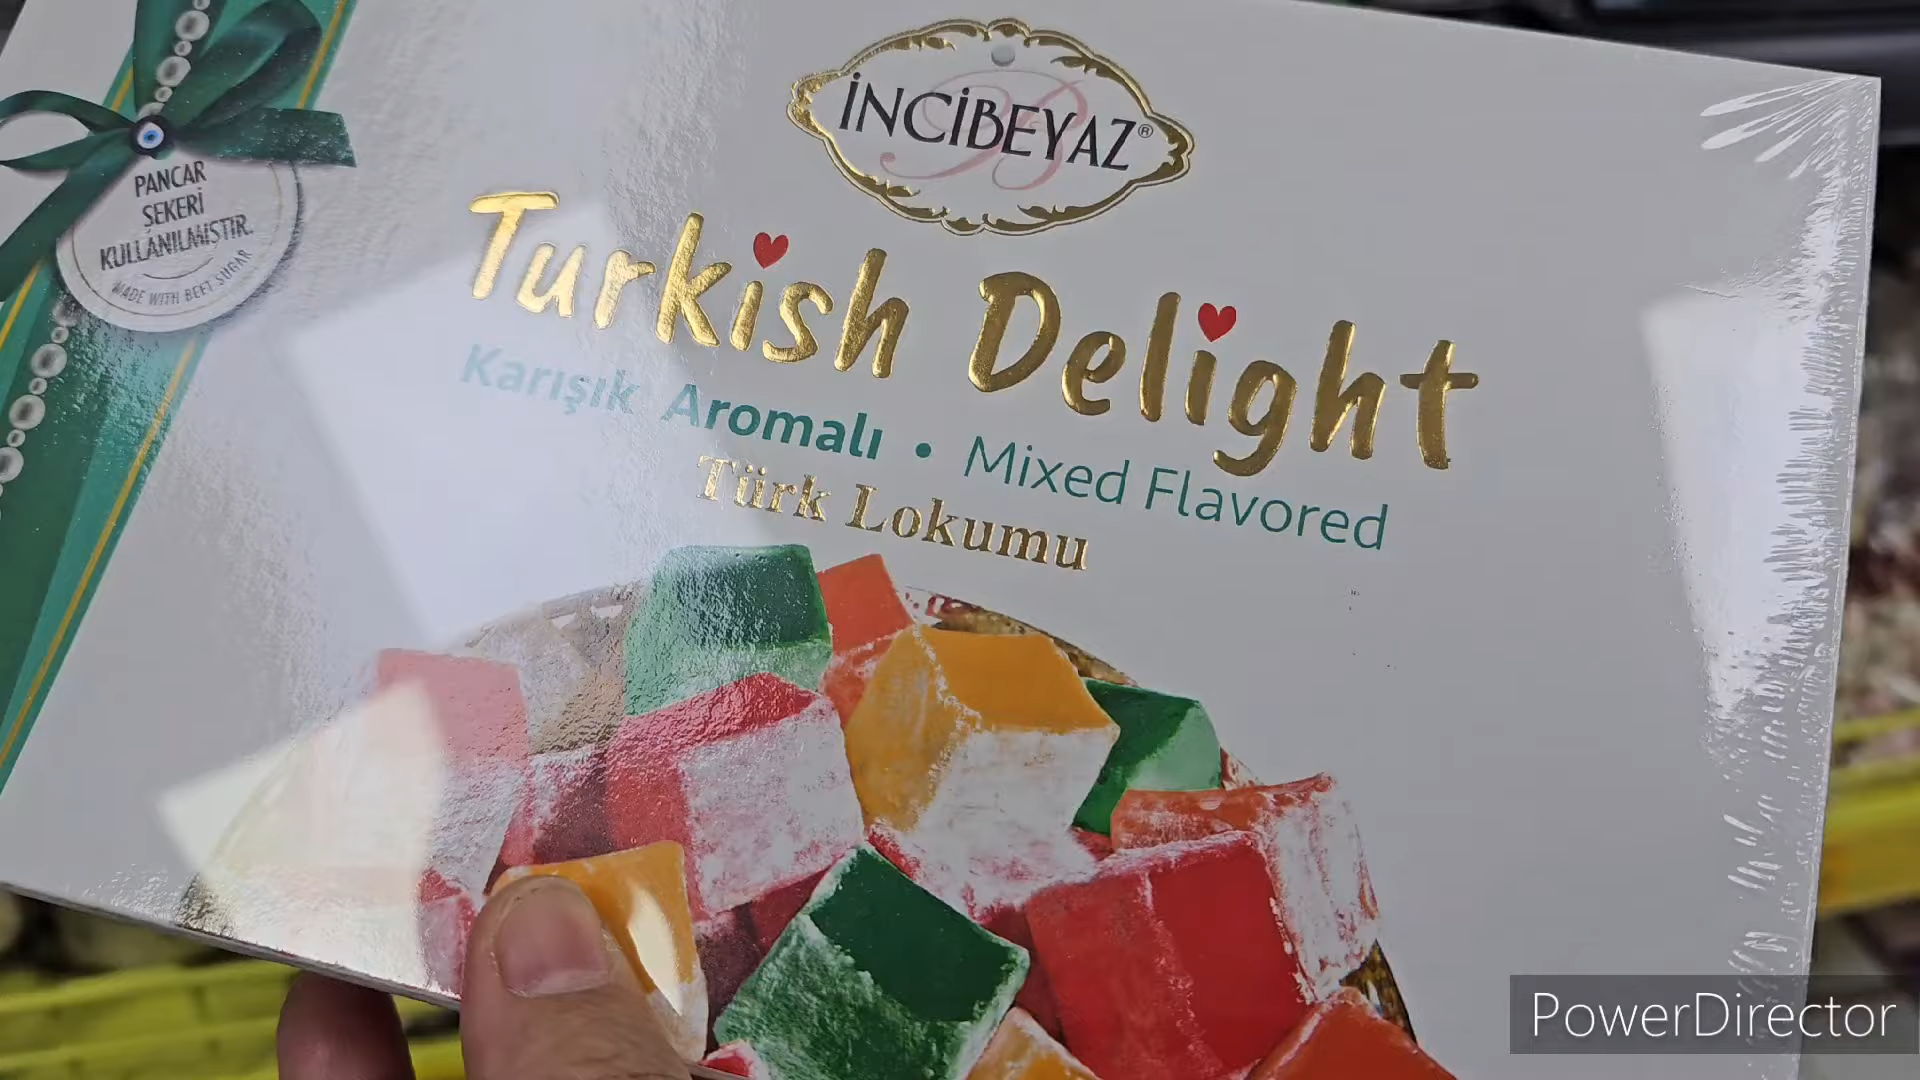 İNCİBEYAZ®
Turkish Delight
Karışık Aromalı • Mixed Flavored
Türk Lokumu
PANCAR
ŞEKERİ
KULLANILMIŞTIR.
MADE WITH BEET SUGAR
PowerDirector